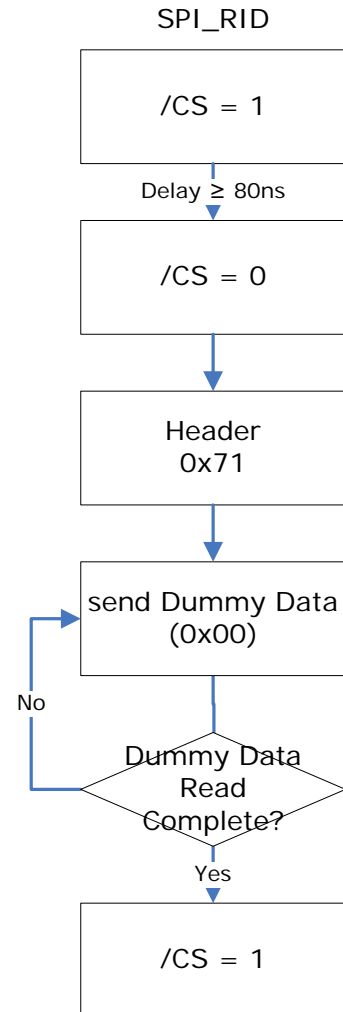 SPI_RID
/CS = 1
Delay ≥ 80ns
/CS = 0
Header
0x71
send Dummy Data
(0x00)
No
Dummy Data
Read
Complete?
Yes
/CS = 1